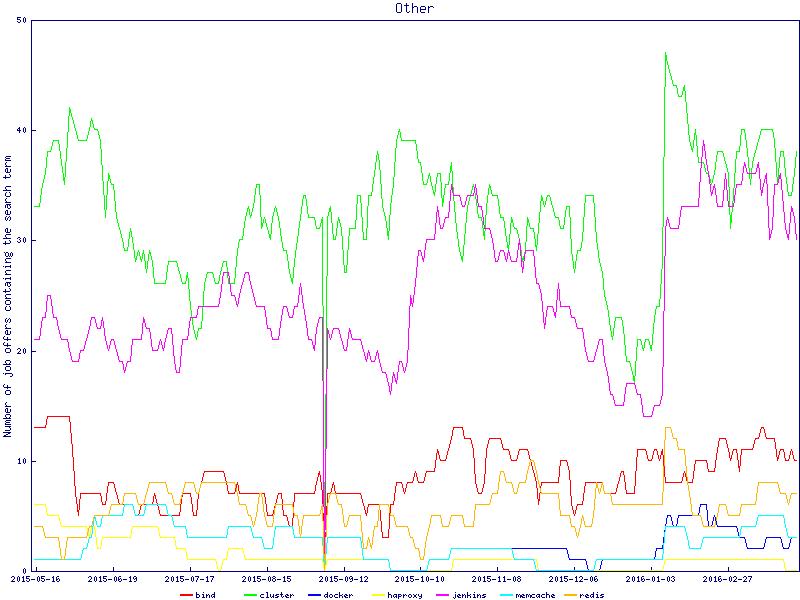 Other
Number of job offers containing the search term
50
40
30
20
10
0
2015-05-16 2015-06-19 2015-07-17 2015-08-15 2015-09-12 2015-10-10 2015-11-08 2015-12-06 2016-01-03 2016-02-27
bind cluster docker haproxy jenkins memcache redis